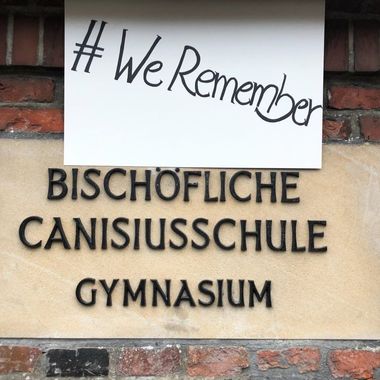 # We Remember
BISCHÖFLICHE
CANISIUSSCHULE
GYMNASIUM